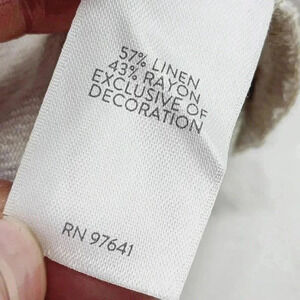 57% LINEN
43% RAYON
EXCLUSIVE OF
DECORATION
RN 97641